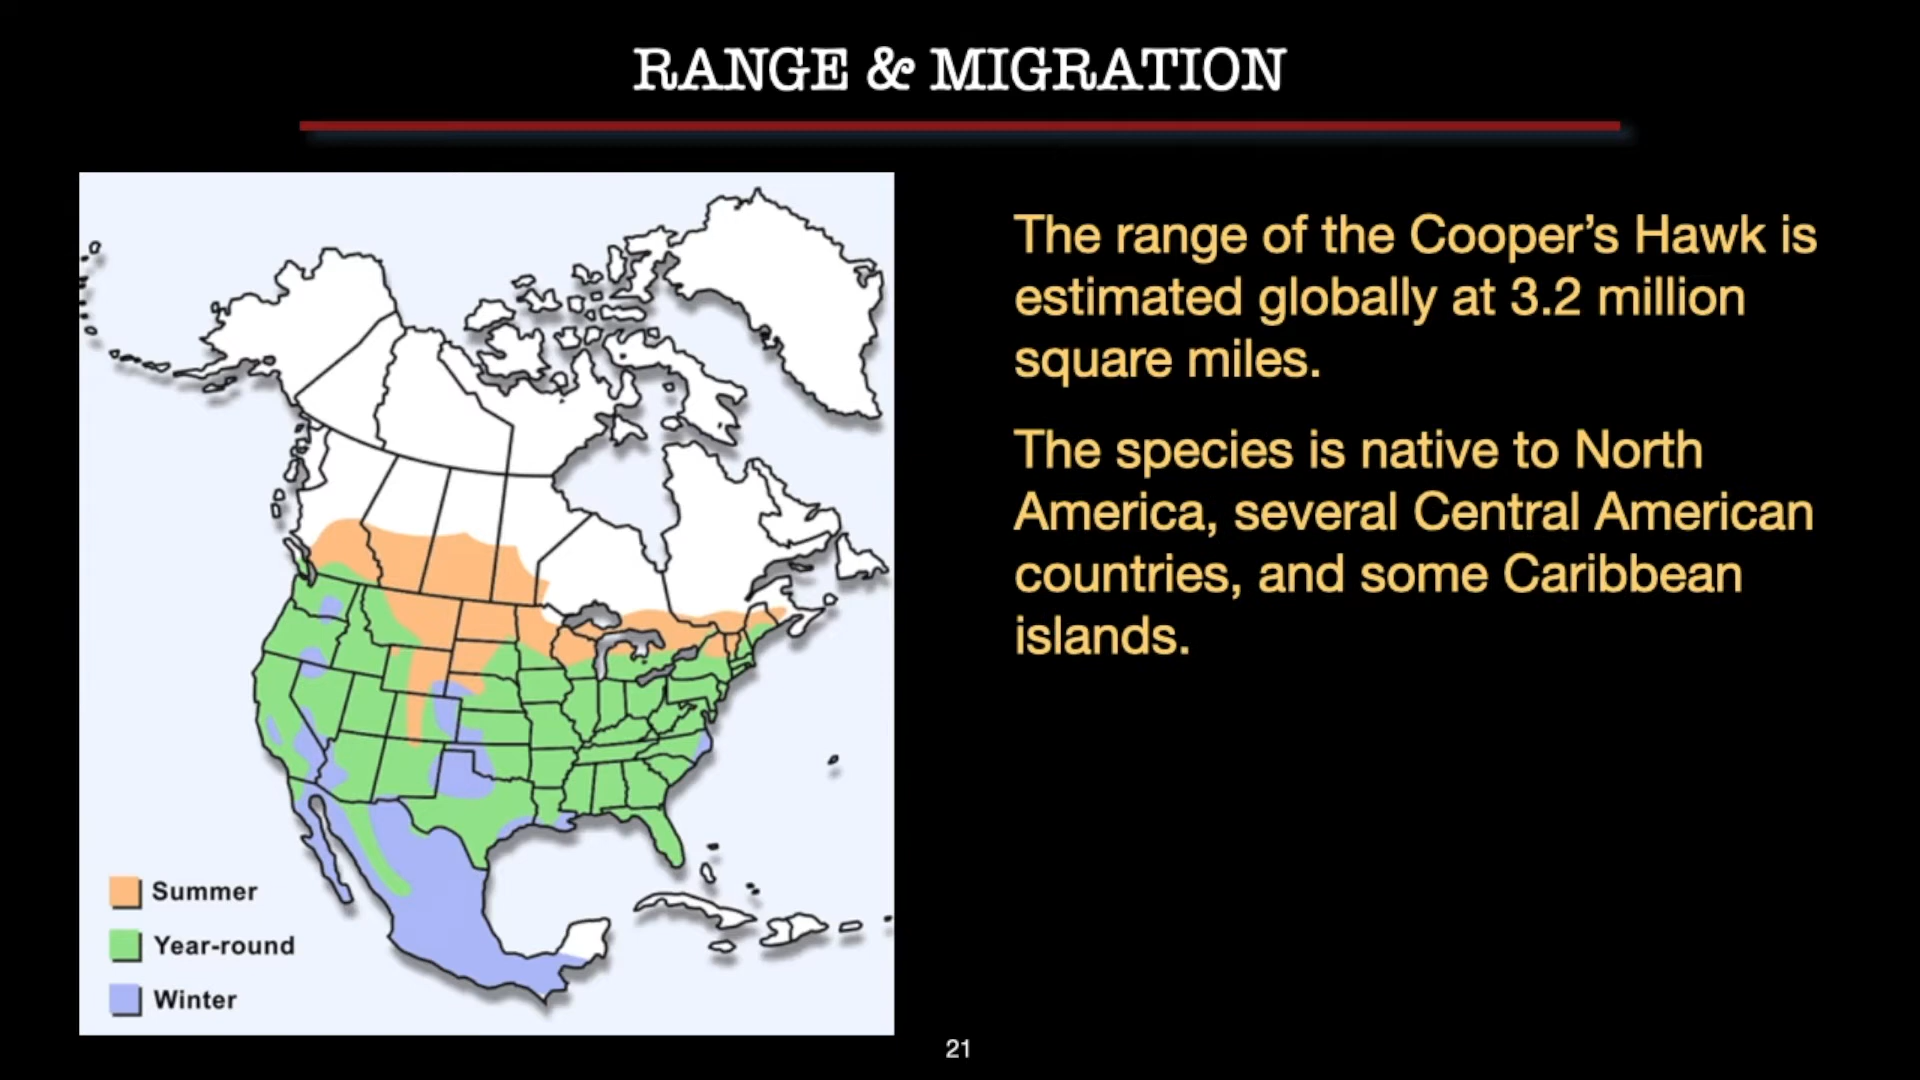 RANGE & MIGRATION
The range of the Cooper’s Hawk is
estimated globally at 3.2 million
square miles.
The species is native to North
America, several Central American
countries, and some Caribbean
islands.
Summer
Year-round
Winter
21